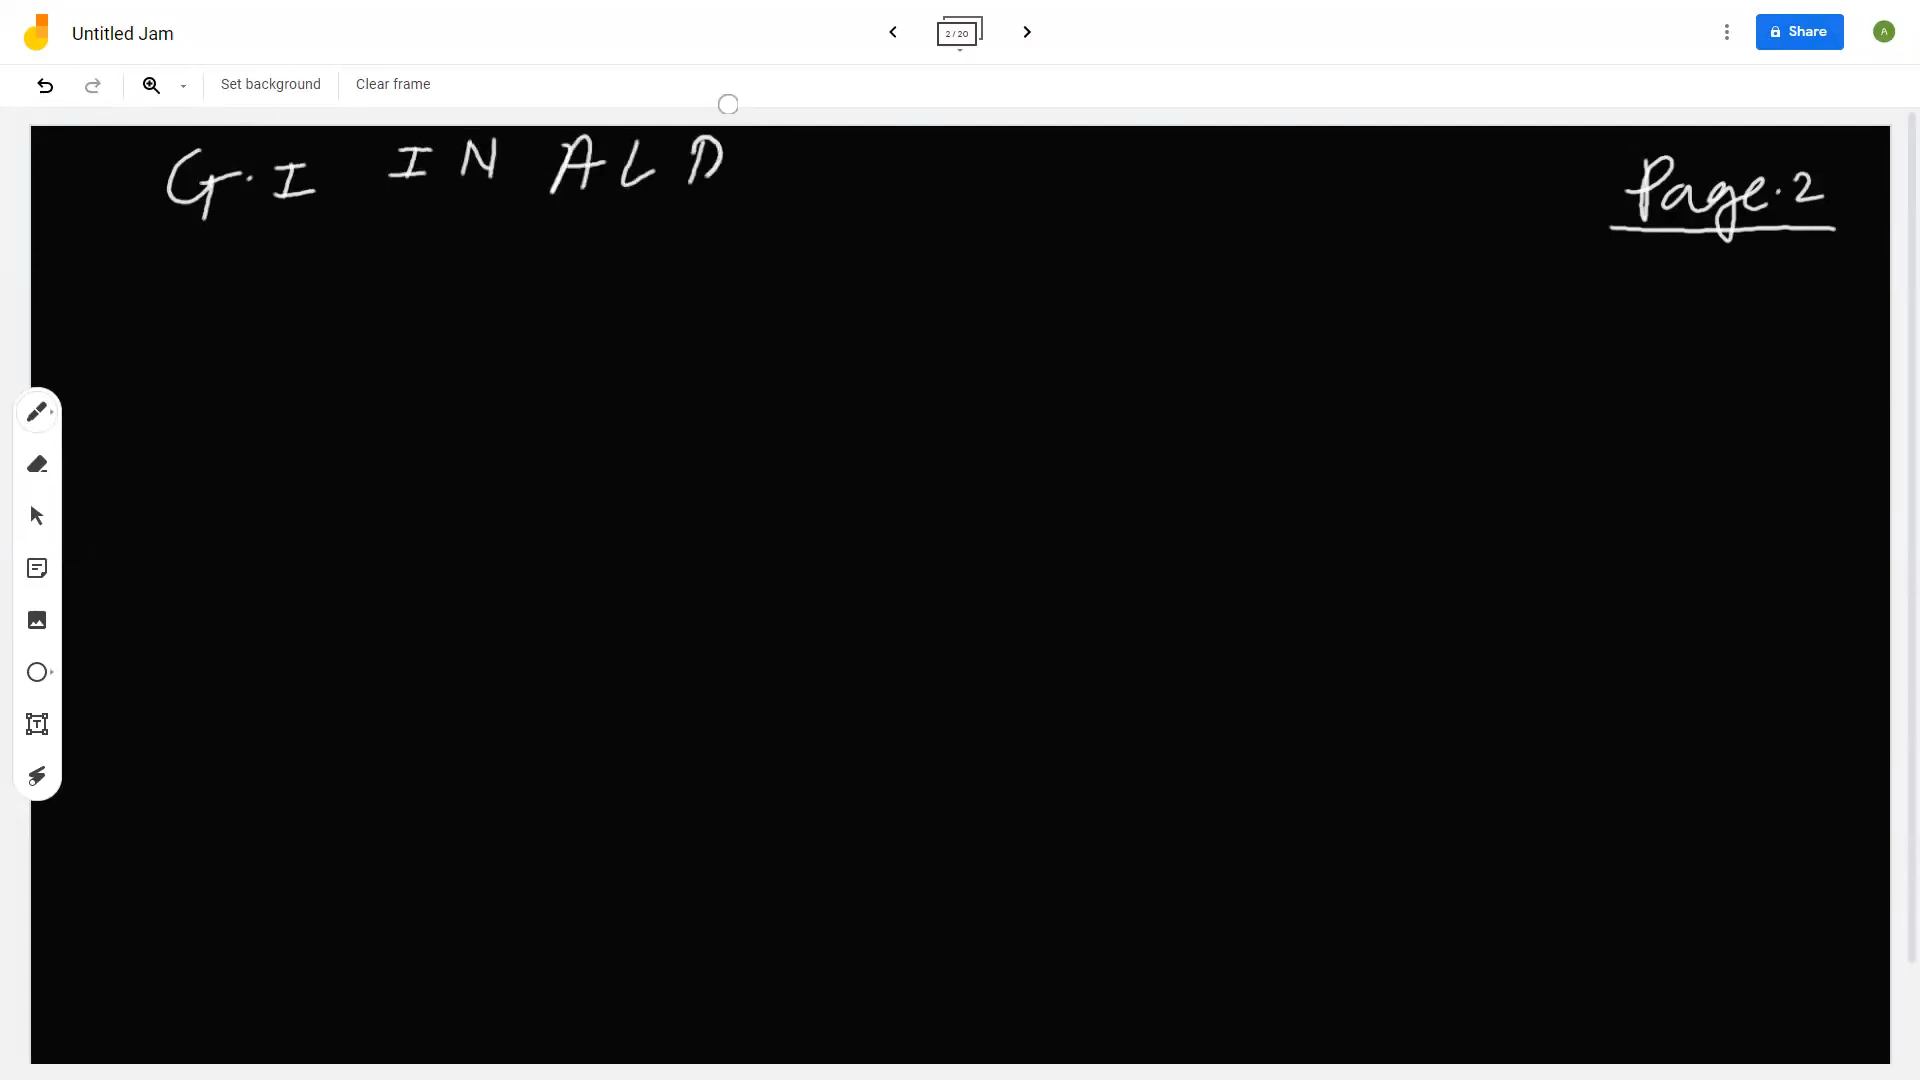 Untitled Jam
2 / 20
Share
A
Set background
Clear frame
G.I IN ALD
Page.2